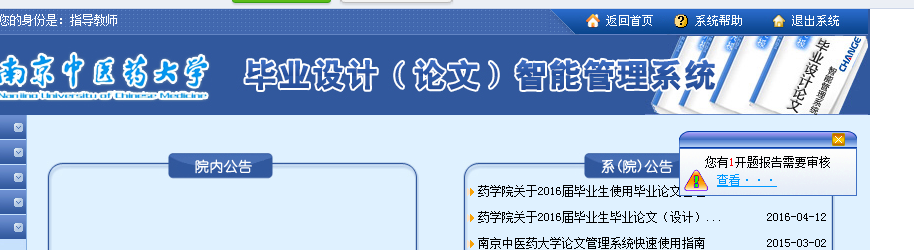 您的身份是：指导教师
返回首页
系统帮助
退出系统
南京中医药大学
Nanjing University of Chinese Medicine
毕业设计（论文）智能管理系统
毕业设计论文
智能管理系统
CHANGE
院内公告
系(院)公告
您有1开题报告需要审核
查看···
药学院关于2016届毕业生使用毕业论文
药学院关于2016届毕业生毕业论文（设计）... 2016-04-12
南京中医药大学论文管理系统快速使用指南 2015-03-02